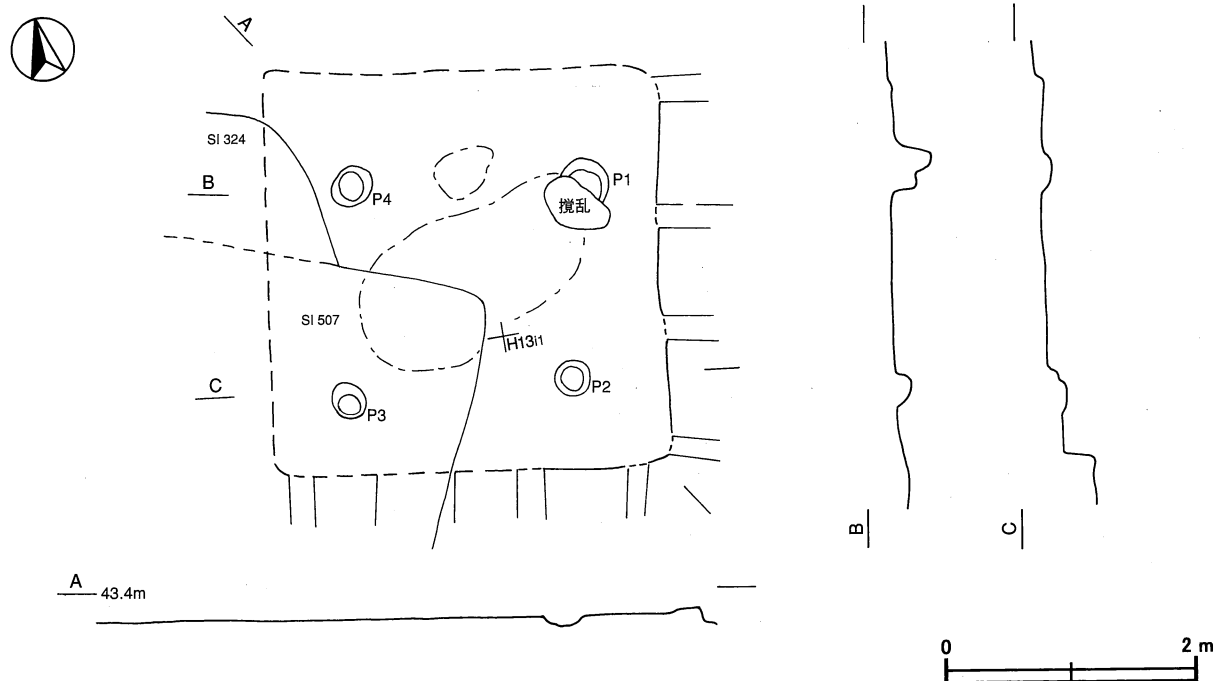 A
SI 324
B
P4
P1
撹乱
SI 507
H13i1
C
P3
P2
A 43.4m
B
C
0 2 m